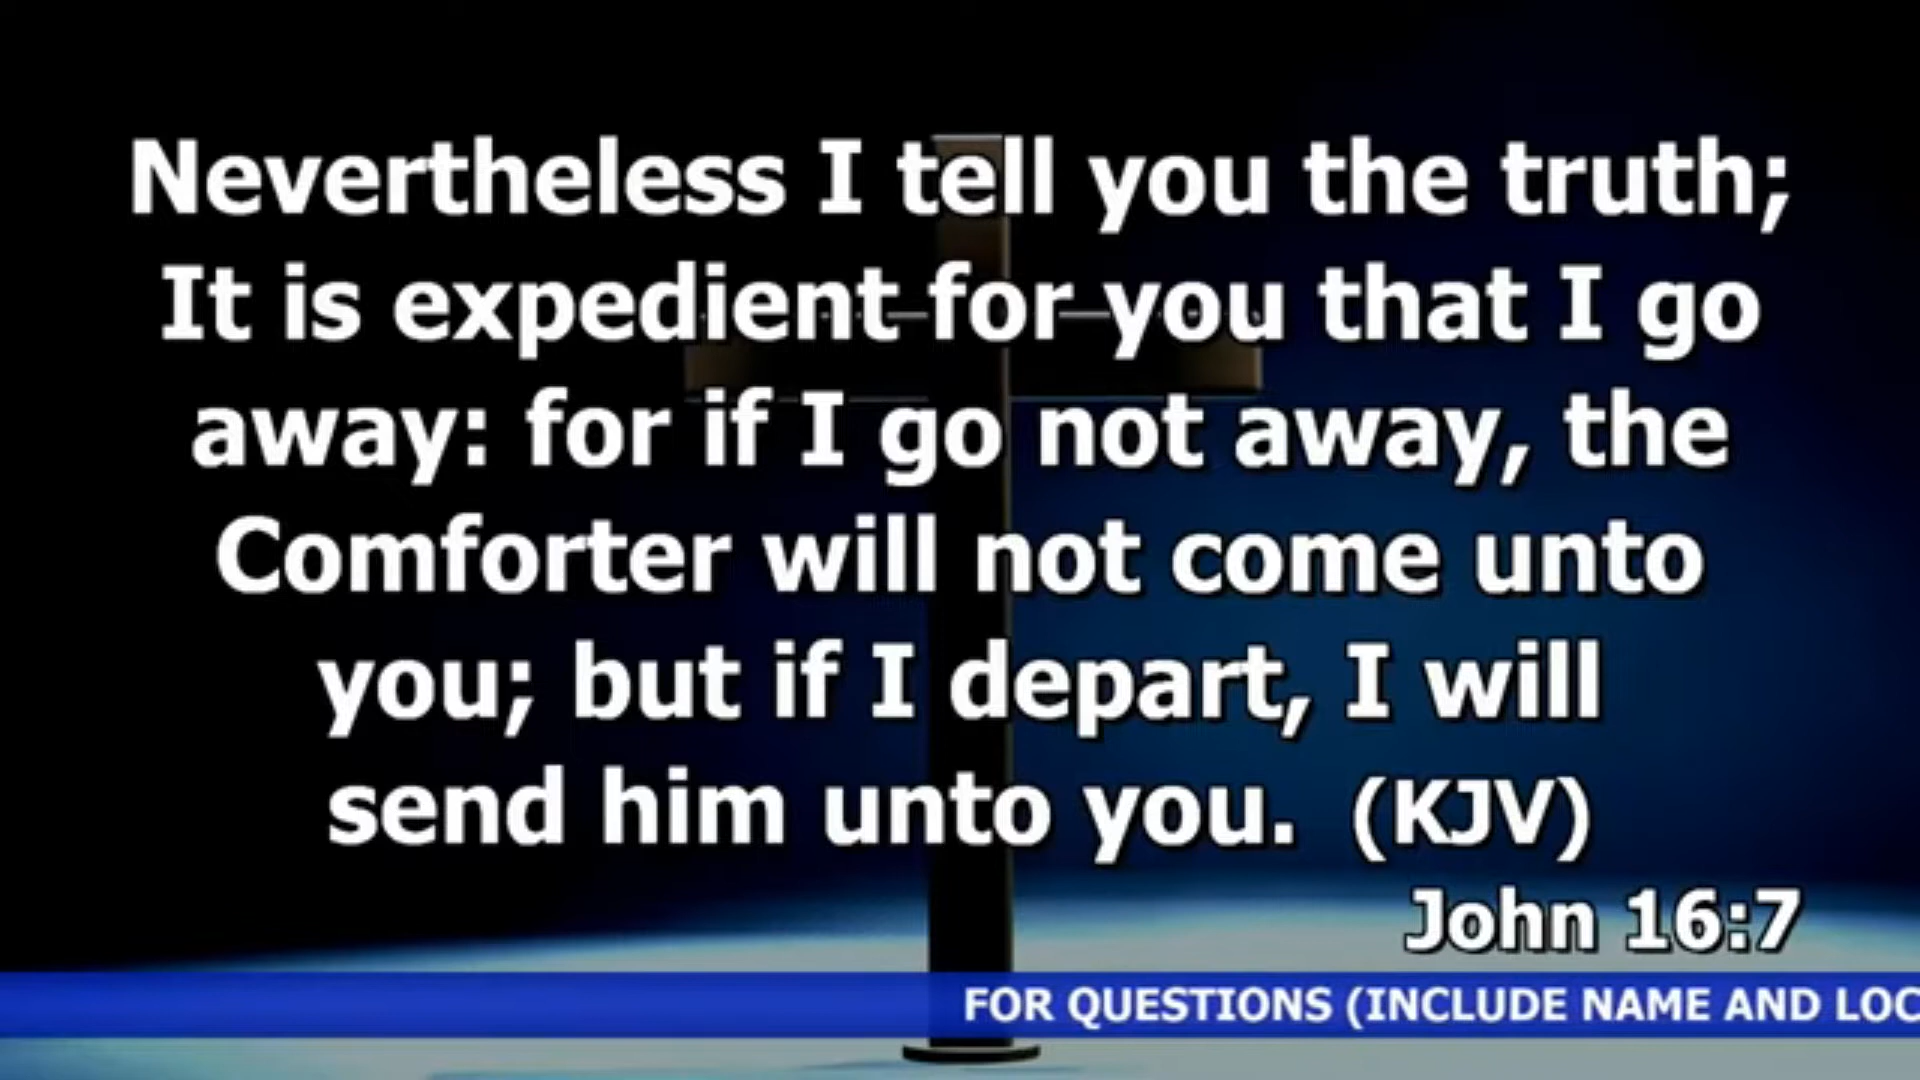 Nevertheless I tell you the truth;
It is expedient for you that I go
away: for if I go not away, the
Comforter will not come unto
you; but if I depart, I will
send him unto you. (KJV)
John 16:7
FOR QUESTIONS (INCLUDE NAME AND LOC